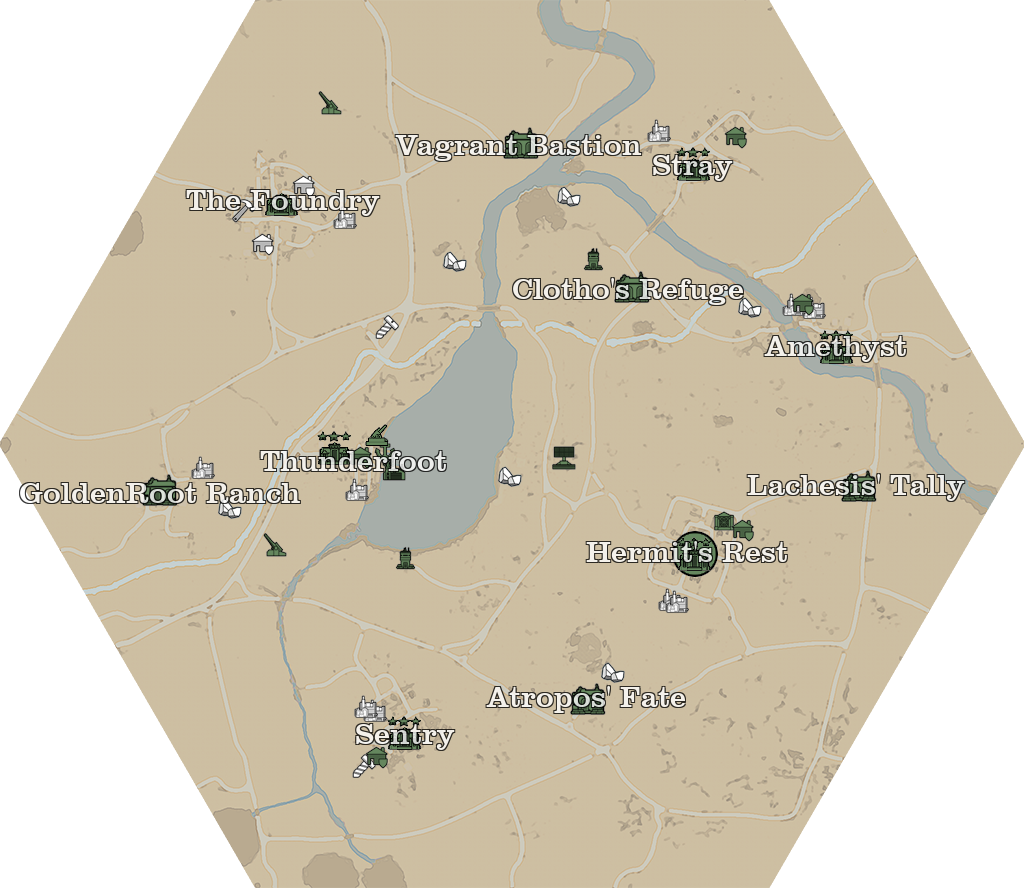 Vagrant Bastion
Stray
The Foundry
Clotho's Refuge
Amethyst
Thunderfoot
GoldenRoot Ranch
Lachesis' Tally
Hermit's Rest
Atropos' Fate
Sentry